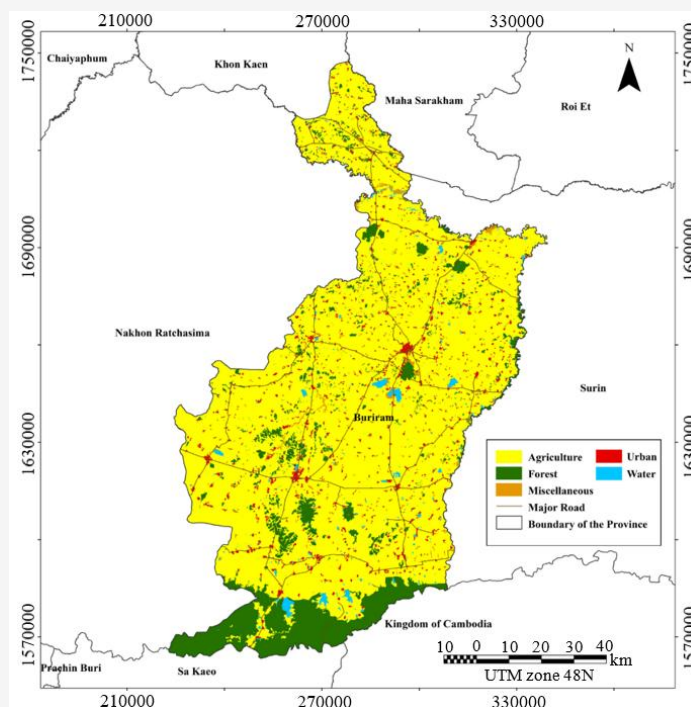 210000 270000 330000
1750000 1750000
Chaiyaphum
Khon Kaen
N
Maha Sarakham
Roi Et
1690000 1690000
Nakhon Ratchasima
Surin
Buriram
1630000 1630000
Agriculture Urban
Forest Water
Miscellaneous
Major Road
Boundary of the Province
Kingdom of Cambodia
1570000 1570000
Prachin Buri
Sa Kaeo
10 0 10 20 30 40
km
UTM zone 48N
210000 270000 330000